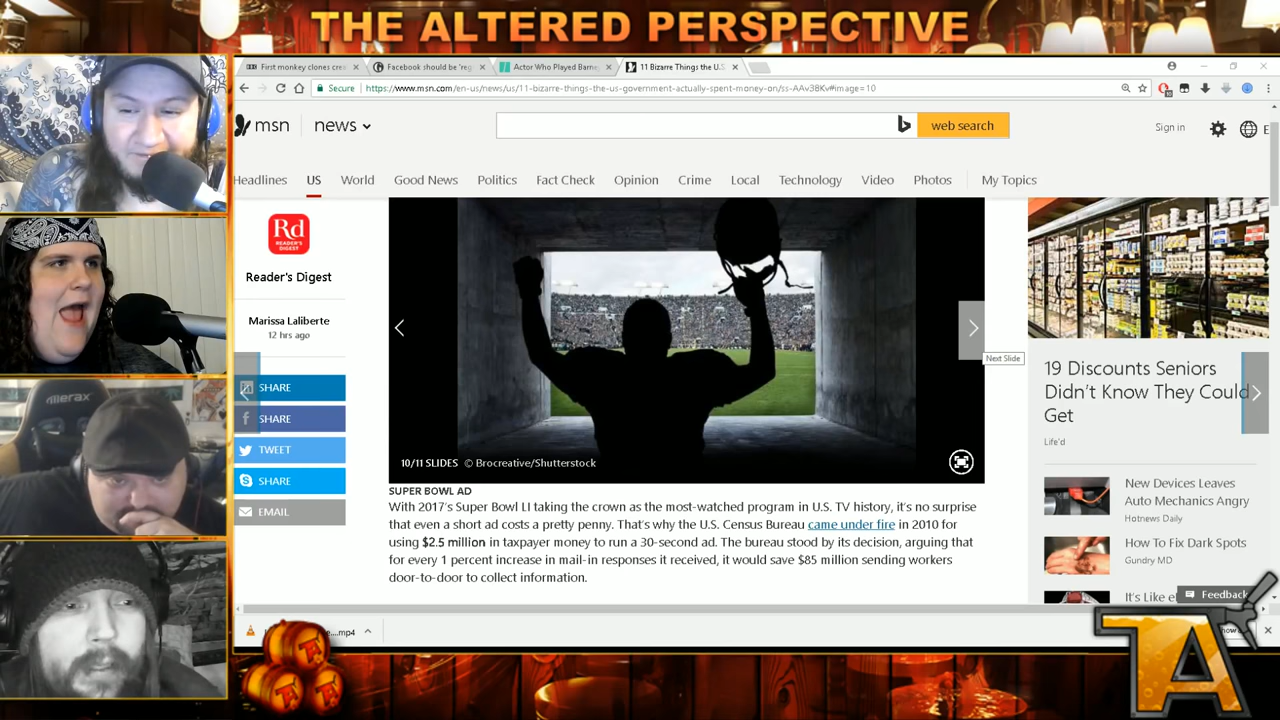 THE ALTERED PERSPECTIVE
First monkey clones crea
Facebook should be 'reg
Actor Who Played Barne
11 Bizarre Things the U.S.
Secure
https://www.msn.com/en-us/news/us/11-bizarre-things-the-us-government-actually-spent-money-on/ss-AAv3BKv#image=10
msn
news
web search
Sign in
Headlines
US
World
Good News
Politics
Fact Check
Opinion
Crime
Local
Technology
Video
Photos
My Topics
Rd
READER'S DIGEST
Reader's Digest
Marissa Laliberte
12 hrs ago
SHARE
SHARE
TWEET
SHARE
EMAIL
Next Slide
10/11 SLIDES © Brocreative/Shutterstock
SUPER BOWL AD
With 2017's Super Bowl LI taking the crown as the most-watched program in U.S. TV history, it's no surprise
that even a short ad costs a pretty penny. That's why the U.S. Census Bureau came under fire in 2010 for
using $2.5 million in taxpayer money to run a 30-second ad. The bureau stood by its decision, arguing that
for every 1 percent increase in mail-in responses it received, it would save $85 million sending workers
door-to-door to collect information.
19 Discounts Seniors
Didn't Know They Could
Get
Life'd
New Devices Leaves
Auto Mechanics Angry
Hotnews Daily
How To Fix Dark Spots
Gundry MD
It's Like
Feedback
....mp4
TA